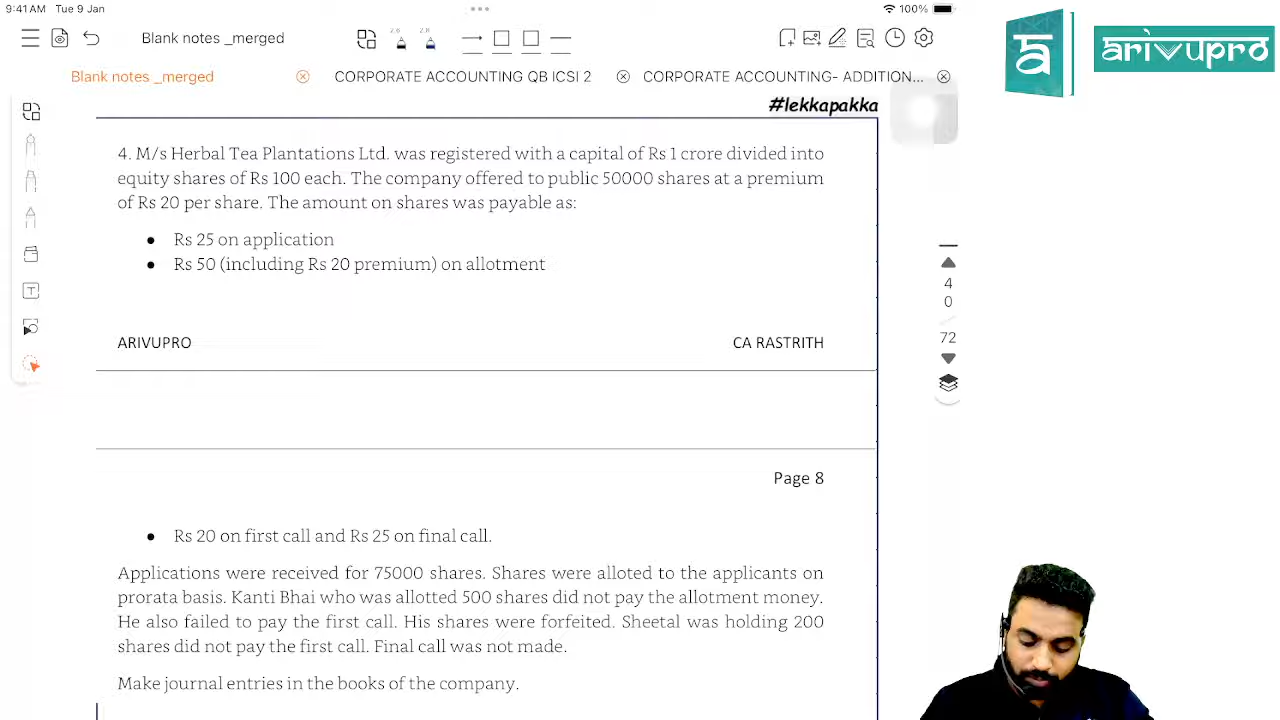 9:41 AM Tue 9 Jan
100%
Blank notes _merged
2.6 2.8
Blank notes _merged
CORPORATE ACCOUNTING QB ICSI 2
CORPORATE ACCOUNTING- ADDITION...
arivupro
#lekkapakka
4. M/s Herbal Tea Plantations Ltd. was registered with a capital of Rs 1 crore divided into
equity shares of Rs 100 each. The company offered to public 50000 shares at a premium
of Rs 20 per share. The amount on shares was payable as:
• Rs 25 on application
• Rs 50 (including Rs 20 premium) on allotment
4
0
72
ARIVUPRO CA RASTRITH
Page 8
• Rs 20 on first call and Rs 25 on final call.
Applications were received for 75000 shares. Shares were alloted to the applicants on
prorata basis. Kanti Bhai who was allotted 500 shares did not pay the allotment money.
He also failed to pay the first call. His shares were forfeited. Sheetal was holding 200
shares did not pay the first call. Final call was not made.
Make journal entries in the books of the company.